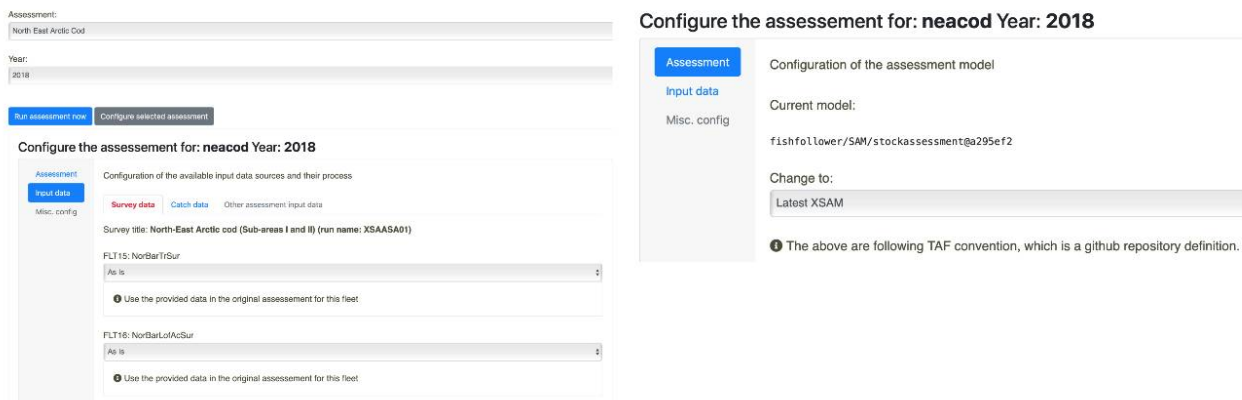 Assessment:
North East Arctic Cod
Year:
2018
Run assessment now
Configure selected assessment
Configure the assessement for: neacod Year: 2018
Assessment
Input data
Misc. config
Configuration of the available input data sources and their process
Survey data
Catch data
Other assessment input data
Survey title: North-East Arctic cod (Sub-areas I and II) (run name: XSAASA01)
FLT15: NorBarTrSur
As is
Use the provided data in the original assessement for this fleet
FLT16: NorBarLofAcSur
As is
Use the provided data in the original assessement for this fleet
Configure the assessement for: neacod Year: 2018
Assessment
Input data
Misc. config
Configuration of the assessment model
Current model:
fishfollower/SAM/stockassessment@a295ef2
Change to:
Latest XSAM
The above are following TAF convention, which is a github repository definition.